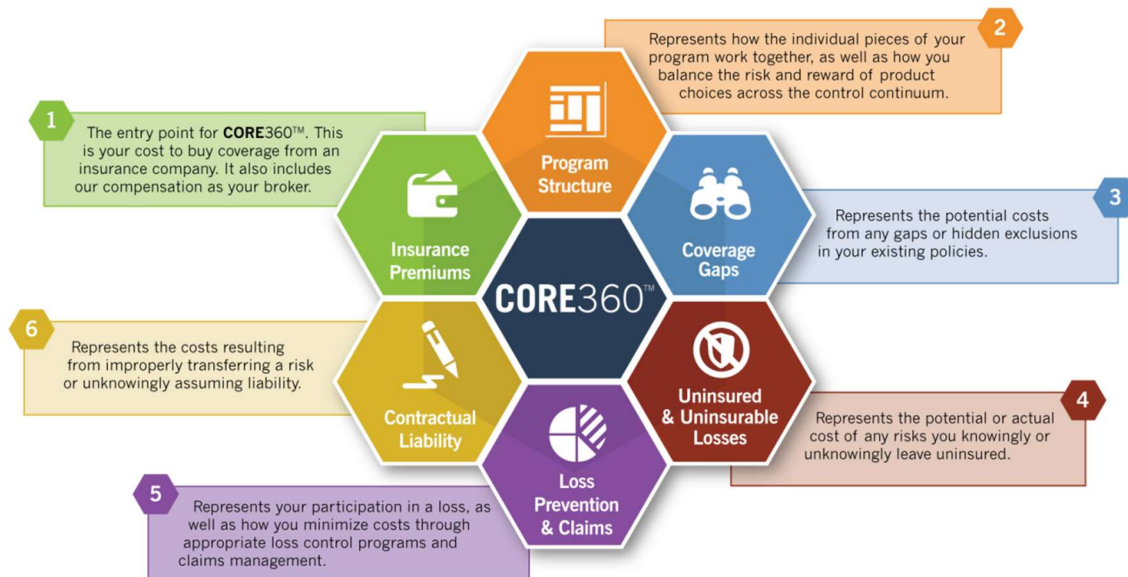 1
The entry point for CORE360™. This
is your cost to buy coverage from an
insurance company. It also includes
our compensation as your broker.
2
Represents how the individual pieces of your
program work together, as well as how you
balance the risk and reward of product
choices across the control continuum.
3
Represents the potential costs
from any gaps or hidden exclusions
in your existing policies.
4
Represents the potential or actual
cost of any risks you knowingly or
unknowingly leave uninsured.
5
Represents your participation in a loss, as
well as how you minimize costs through
appropriate loss control programs and
claims management.
6
Represents the costs resulting
from improperly transferring a risk
or unknowingly assuming liability.
Insurance
Premiums
Program
Structure
Coverage
Gaps
Uninsured
& Uninsurable
Losses
Loss
Prevention
& Claims
Contractual
Liability
CORE360™